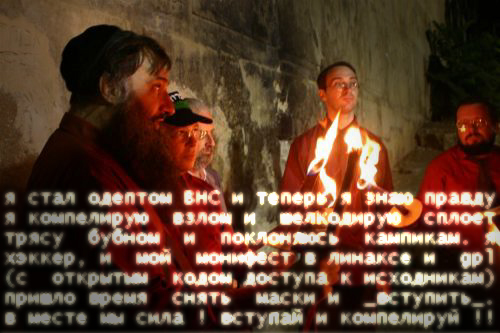 я стал одептом ВНС и теперь я знаю правду
я компелирую взлом и шелкодирую сплоет
трясу бубном и поклоняюсь кампикам. я
хэккер, и мой монифест в линаксе и gpl
(с открытым кодом доступа к исходникам)
пришло время снять маски и _вступить_.
в месте мы сила ! вступай и компелируй !!